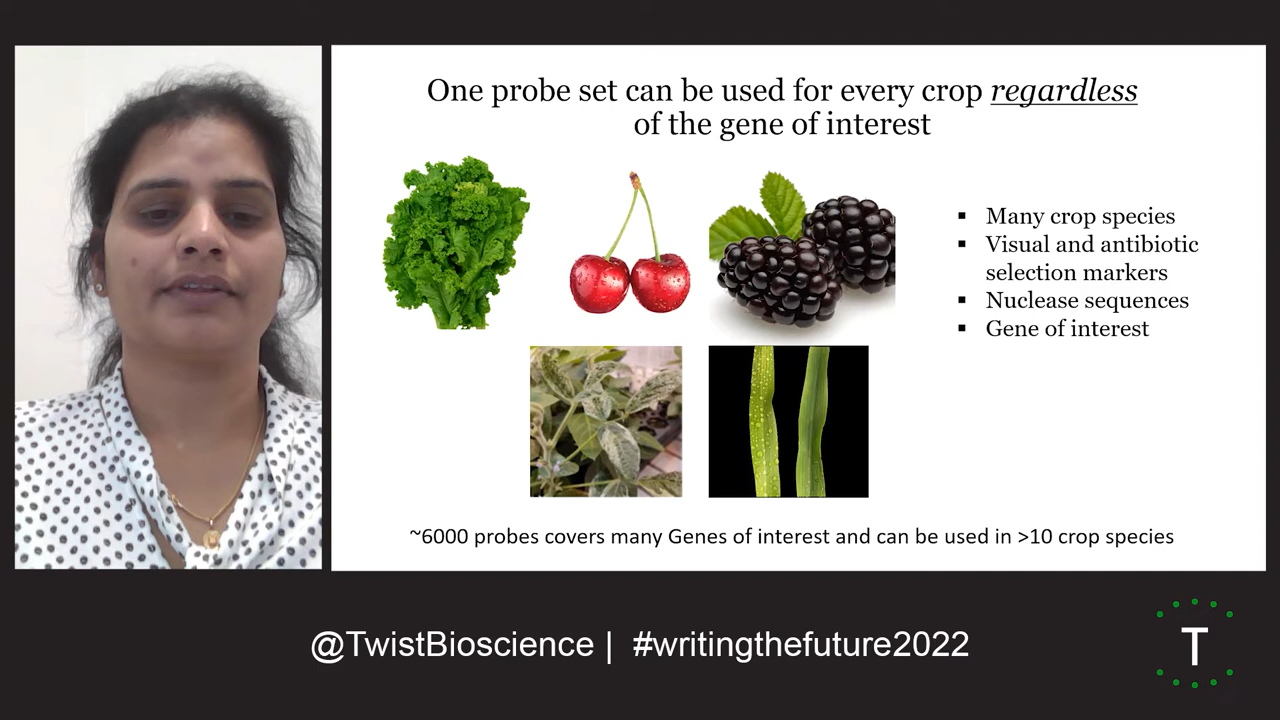 One probe set can be used for every crop regardless
of the gene of interest
▪ Many crop species
▪ Visual and antibiotic
selection markers
▪ Nuclease sequences
▪ Gene of interest
~6000 probes covers many Genes of interest and can be used in >10 crop species
@TwistBioscience | #writingthefuture2022
T